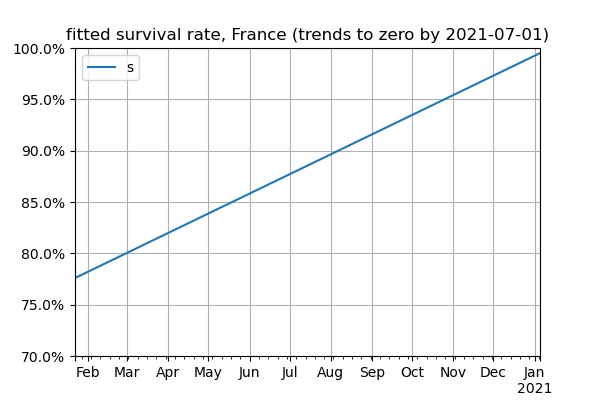 fitted survival rate, France (trends to zero by 2021-07-01)
100.0%
95.0%
90.0%
85.0%
80.0%
75.0%
70.0%
s
Feb Mar Apr May Jun Jul Aug Sep Oct Nov Dec Jan
2021